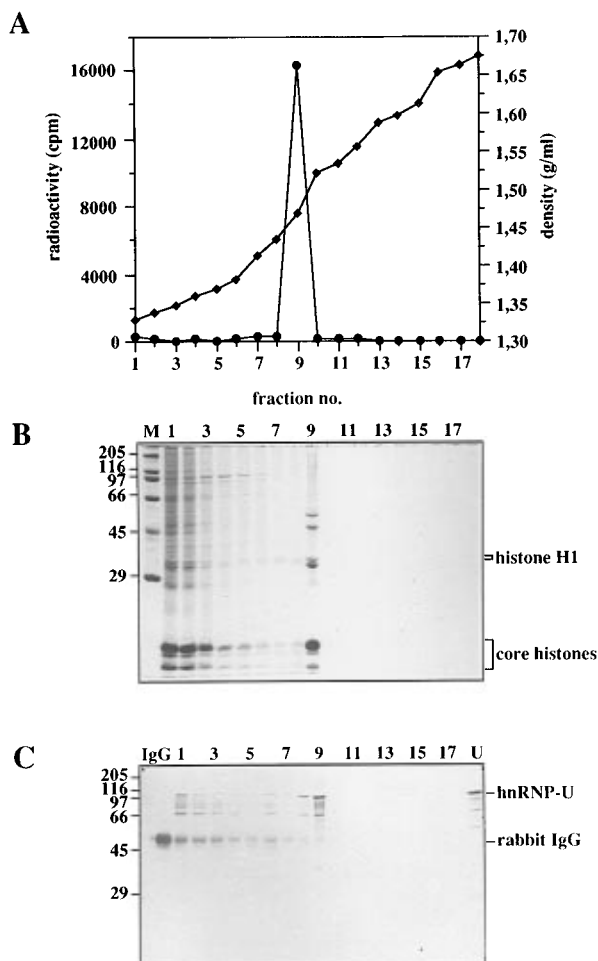 A
radioactivity (cpm)
16000
12000
8000
4000
0
1,70
1,65
1,60
1,55
1,50
1,45
1,40
1,35
1,30
density (g/ml)
1 3 5 7 9 11 13 15 17
fraction no.
B
M 1 3 5 7 9 11 13 15 17
205
116
97
66
45
29
histone H1
core histones
C
IgG 1 3 5 7 9 11 13 15 17 U
205
116
97
66
45
29
hnRNP-U
rabbit IgG